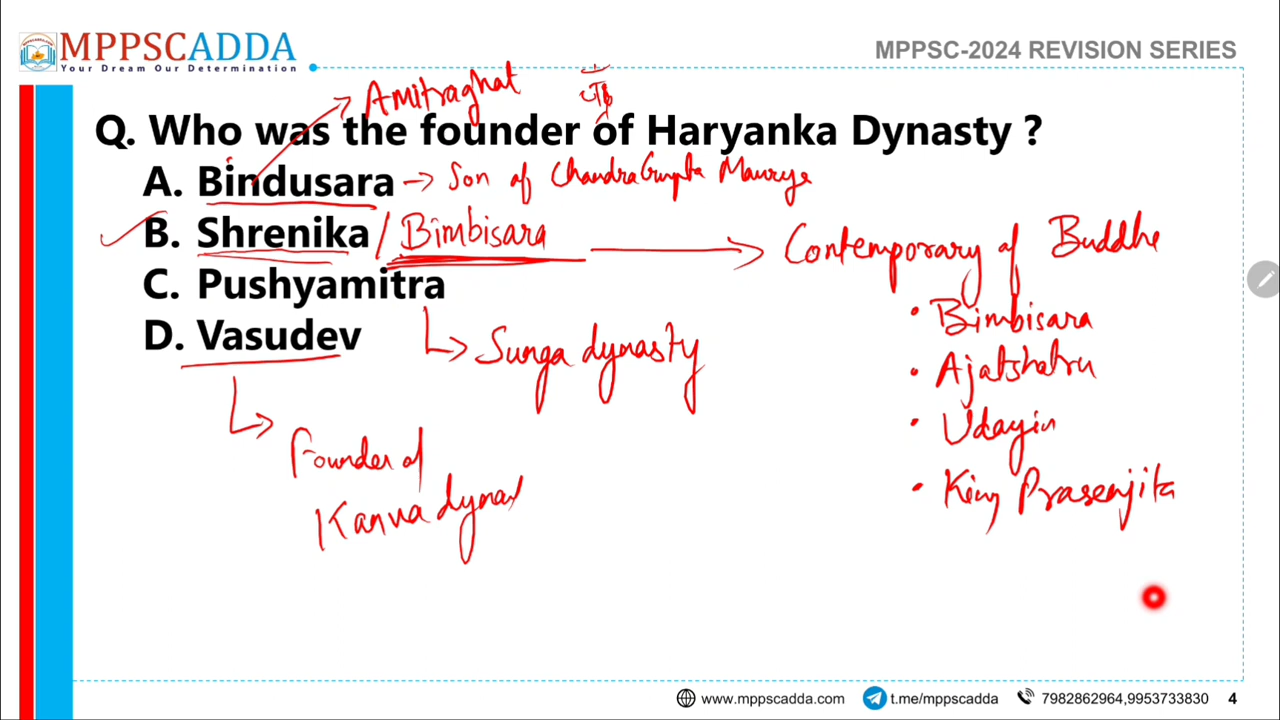 MPPSCADDA
Your Dream Our Determination
MPPSC-2024 REVISION SERIES
Amitraghat
Q. Who was the founder of Haryanka Dynasty ?
A. Bindusara → Son of ChandraGupta Maurya
B. Shrenika / Bimbisara → Contemporary of Buddha
C. Pushyamitra
• Bimbisara
D. Vasudev
Sunga dynasty
• Ajatshatru
• Udayin
Founder of
Kanva dynas
• King Prasenjita
www.mppscadda.com t.me/mppscadda 7982862964,9953733830 4